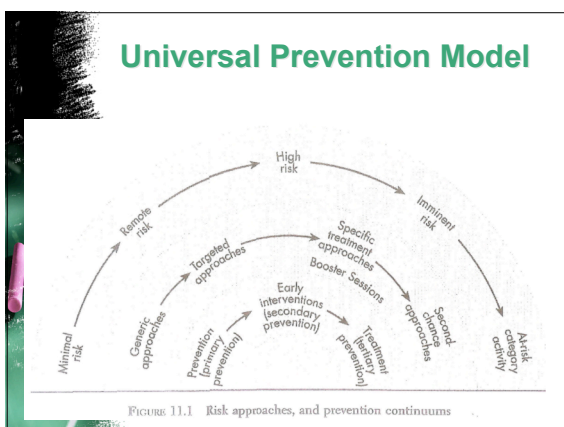 Universal Prevention Model
High
risk
Remote
risk
Imminent
risk
Minimal
risk
At-risk
category
activity
Targeted
approaches
Specific
treatment
approaches
Booster Sessions
Generic
approaches
Second-
chance
approaches
Early
interventions
(secondary
prevention)
Prevention
(primary
prevention)
Treatment
(tertiary
prevention)
FIGURE 11.1 Risk approaches, and prevention continuums